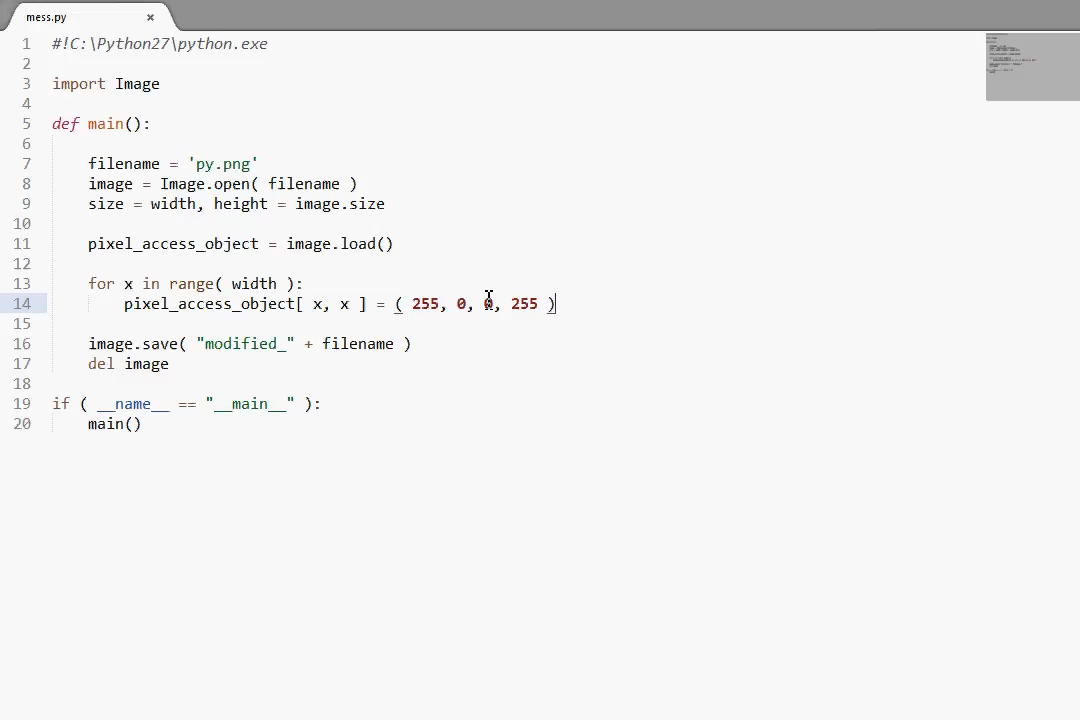 mess.py ×
1 #!C:\Python27\python.exe
2
3 import Image
4
5 def main():
6
7 filename = 'py.png'
8 image = Image.open( filename )
9 size = width, height = image.size
10
11 pixel_access_object = image.load()
12
13 for x in range( width ):
14 pixel_access_object[ x, x ] = ( 255, 0, 0, 255 )
15
16 image.save( "modified_" + filename )
17 del image
18
19 if ( __name__ == "__main__" ):
20 main()